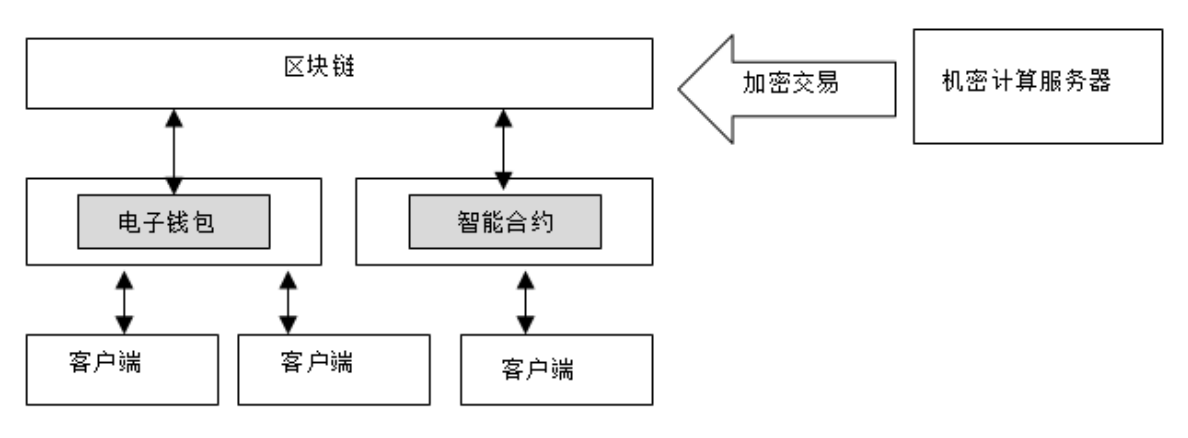 区块链
加密交易
机密计算服务器
电子钱包
智能合约
客户端
客户端
客户端